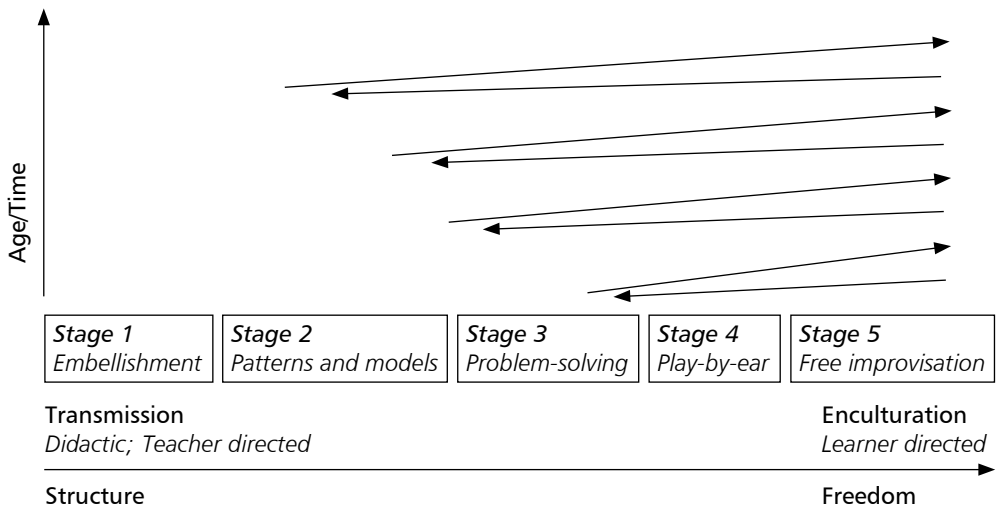 Age/Time
Stage 1
Embellishment
Stage 2
Patterns and models
Stage 3
Problem-solving
Stage 4
Play-by-ear
Stage 5
Free improvisation
Transmission
Didactic; Teacher directed
Enculturation
Learner directed
Structure
Freedom